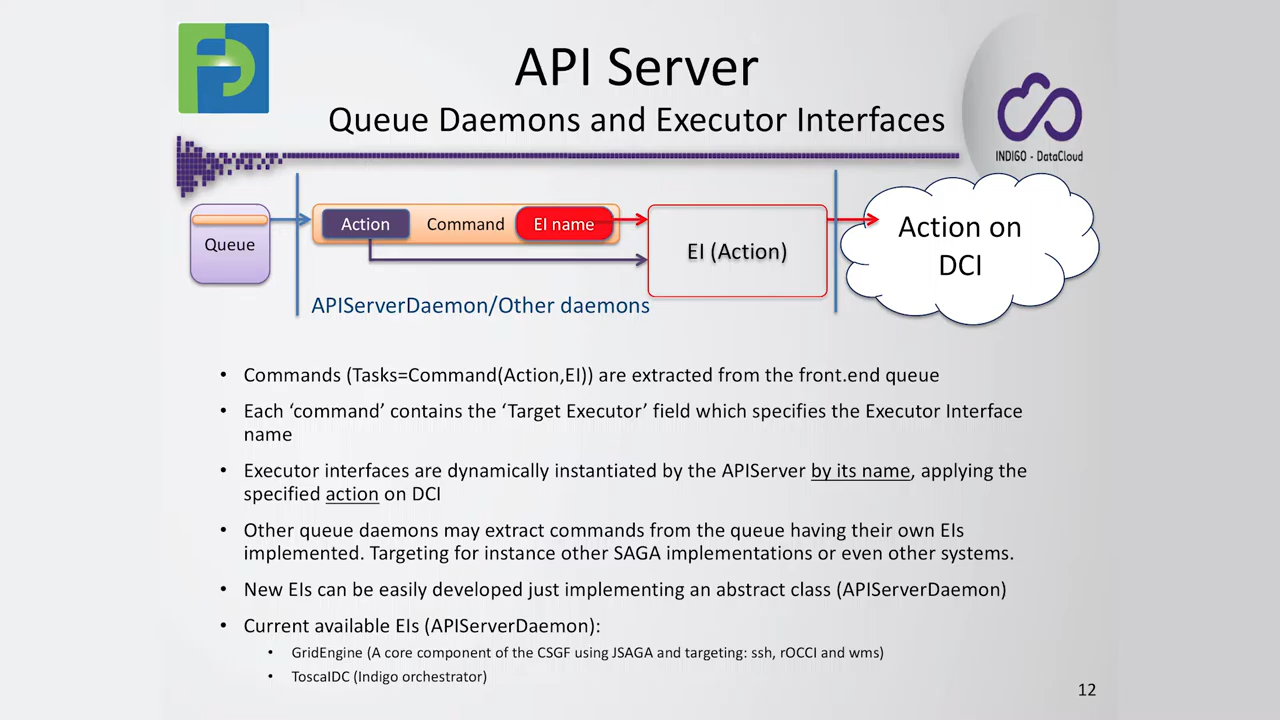 API Server
Queue Daemons and Executor Interfaces
INDIGO - DataCloud
Queue
Action
Command
EI name
EI (Action)
Action on
DCI
APIServerDaemon/Other daemons
• Commands (Tasks=Command(Action,EI)) are extracted from the front.end queue
• Each ‘command’ contains the ‘Target Executor’ field which specifies the Executor Interface
name
• Executor interfaces are dynamically instantiated by the APIServer by its name, applying the
specified action on DCI
• Other queue daemons may extract commands from the queue having their own EIs
implemented. Targeting for instance other SAGA implementations or even other systems.
• New EIs can be easily developed just implementing an abstract class (APIServerDaemon)
• Current available EIs (APIServerDaemon):
• GridEngine (A core component of the CSGF using JSAGA and targeting: ssh, rOCCI and wms)
• ToscaIDC (Indigo orchestrator)
12